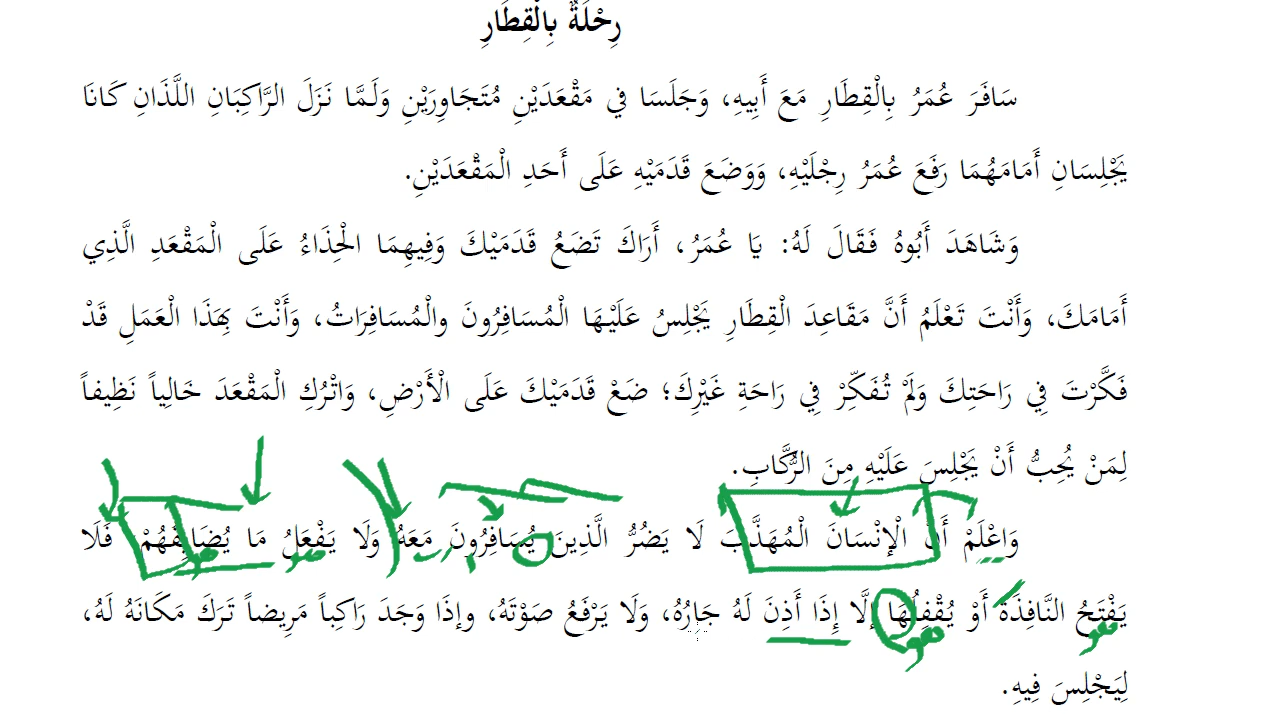 رِحْلَةٌ بِالْقِطَارِ
سَافَرَ عُمَرُ بِالْقِطَارِ مَعَ أَبِيهِ، وَجَلَسَا فِي مَقْعَدَيْنِ مُتَجَاوِرَيْنِ وَلَمَّا نَزَلَ الرَّاكِبَانِ اللَّذَانِ كَانَا
يَجْلِسَانِ أَمَامَهُمَا رَفَعَ عُمَرُ رِجْلَيْهِ، وَوَضَعَ قَدَمَيْهِ عَلَى أَحَدِ الْمَقْعَدَيْنِ.
وَشَاهَدَ أَبُوهُ فَقَالَ لَهُ: يَا عُمَرُ، أَرَاكَ تَضَعُ قَدَمَيْكَ وَفِيهِمَا الْحِذَاءُ عَلَى الْمَقْعَدِ الَّذِي
أَمَامَكَ، وَأَنْتَ تَعْلَمُ أَنَّ مَقَاعِدَ الْقِطَارِ يَجْلِسُ عَلَيْهَا الْمُسَافِرُونَ والْمُسَافِرَاتُ، وَأَنْتَ بِهَذَا الْعَمَلِ قَدْ
فَكَّرْتَ فِي رَاحَتِكَ وَلَمْ تُفَكِّرْ فِي رَاحَةِ غَيْرِكَ؛ ضَعْ قَدَمَيْكَ عَلَى الْأَرْضِ، وَاتْرُكِ الْمَقْعَدَ خَالِياً نَظِيفاً
لِمَنْ يُحِبُّ أَنْ يَجْلِسَ عَلَيْهِ مِنَ الرُّكَّابِ.
وَاعْلَمْ أَنَّ الْإِنْسَانَ الْمُهَذَّبَ لَا يَضُرُّ الَّذِينَ يُسَافِرُونَ مَعَهُ وَلَا يَفْعَلُ مَا يُضَايِقُهُمْ فَلَا
يَفْتَحُ النَّافِذَةَ أَوْ يُقْفِلُهَا إِلَّا إِذَا أَذِنَ لَهُ جَارُهُ، وَلَا يَرْفَعُ صَوْتَهُ، وإِذَا وَجَدَ رَاكِباً مَرِيضاً تَرَكَ مَكَانَهُ لَهُ،
لِيَجْلِسَ فِيهِ.